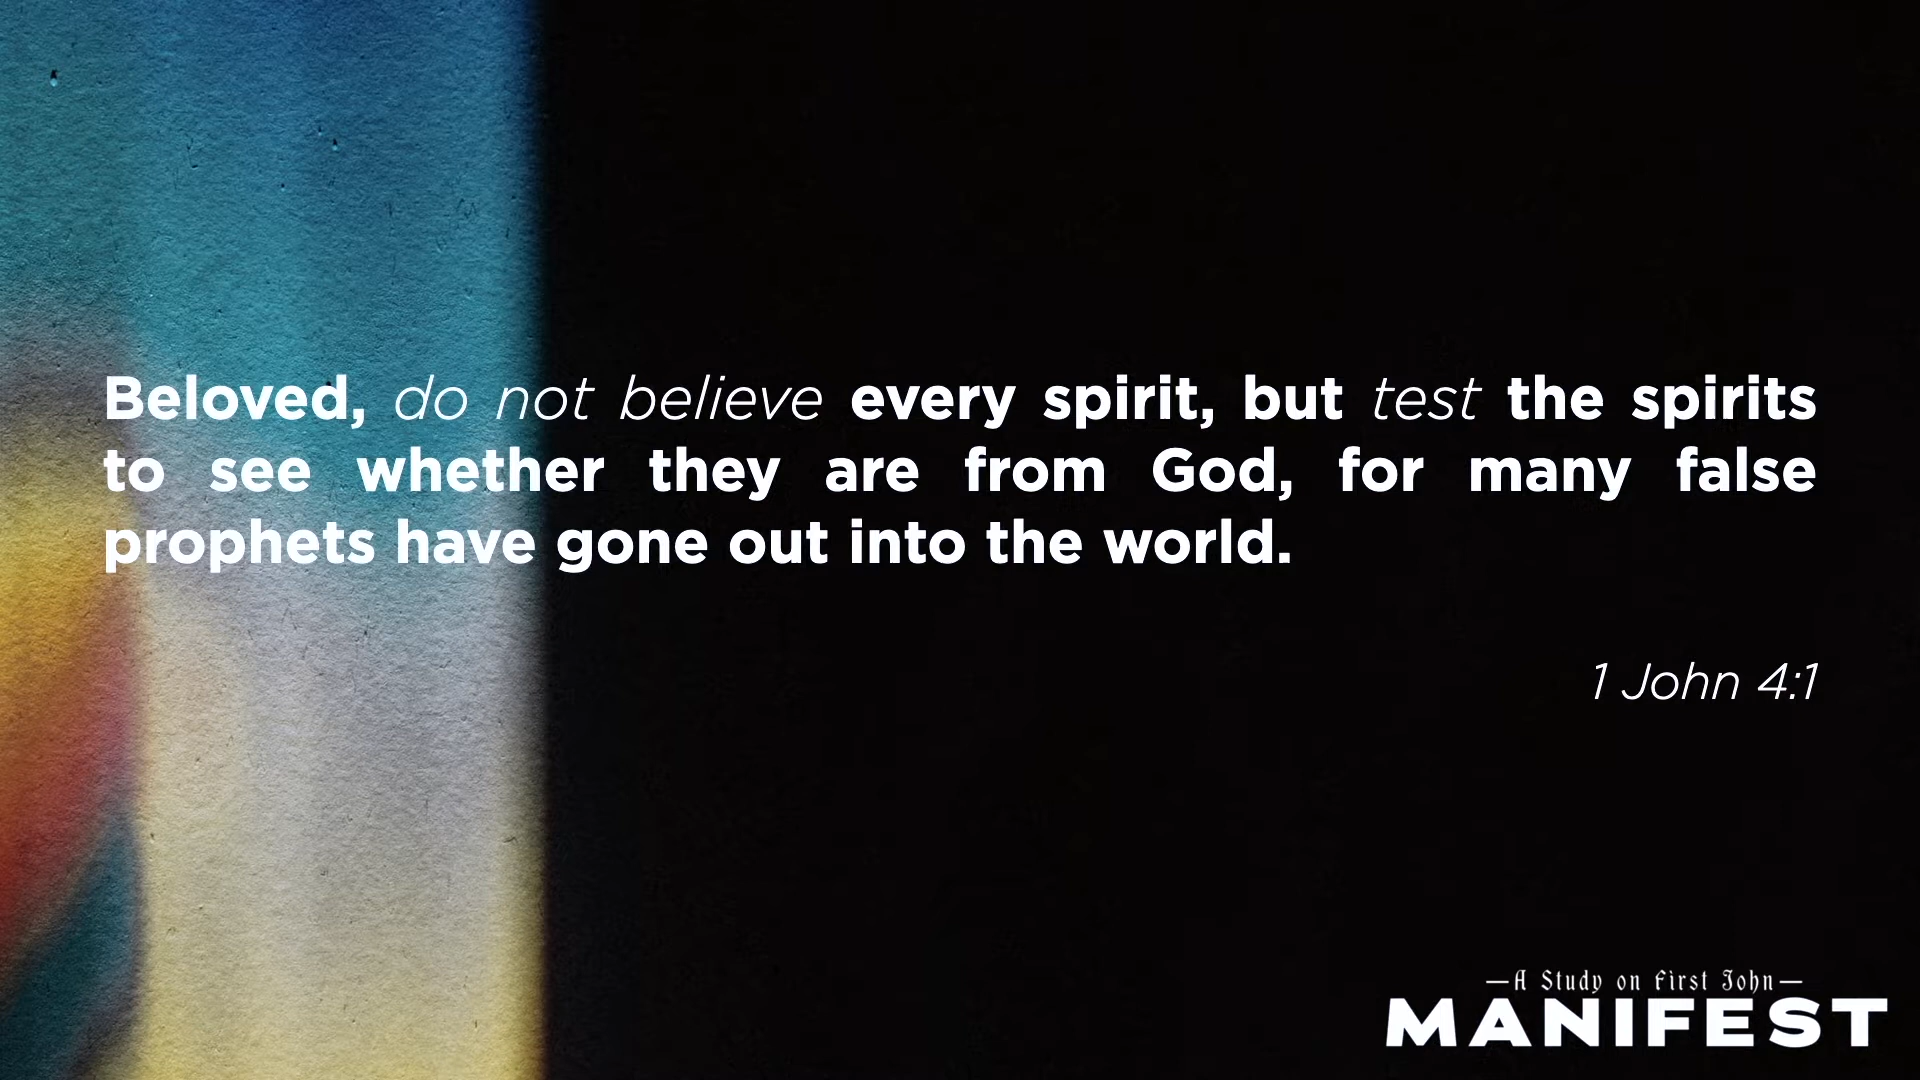 Beloved, do not believe every spirit, but test the spirits
to see whether they are from God, for many false
prophets have gone out into the world.
1 John 4:1
—A Study on First John—
MANIFEST